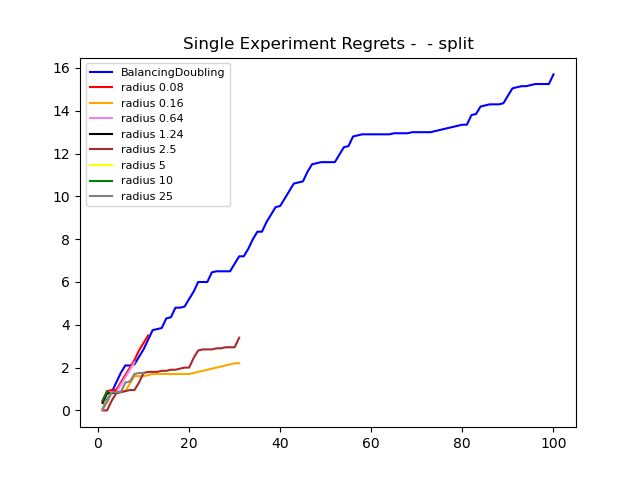 Single Experiment Regrets -  - split
BalancingDoubling
radius 0.08
radius 0.16
radius 0.64
radius 1.24
radius 2.5
radius 5
radius 10
radius 25
16
14
12
10
8
6
4
2
0
0 20 40 60 80 100